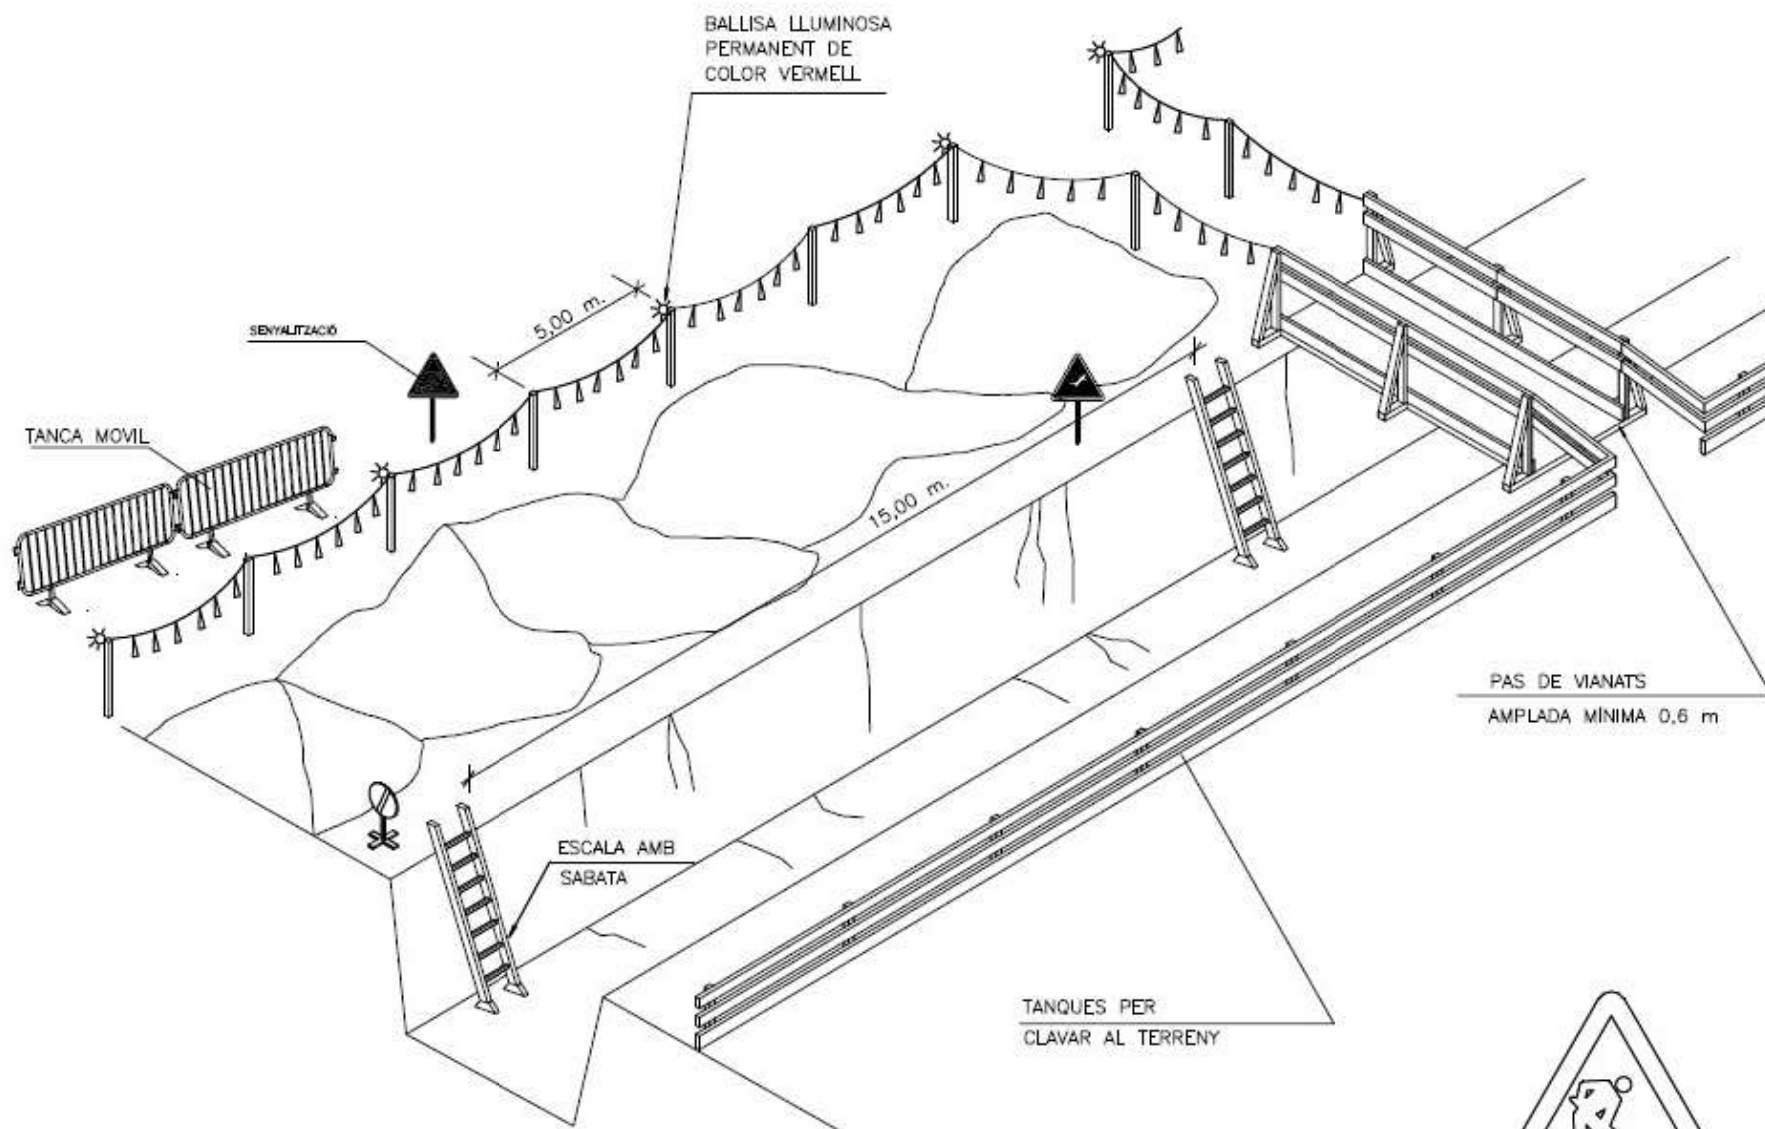 BALLISA LLUMINOSA
PERMANENT DE
COLOR VERMELL
5,00 m.
SENYALITZACIÓ
TANCA MOVIL
15,00 m.
PAS DE VIANATS
AMPLADA MÍNIMA 0,6 m
ESCALA AMB
SABATA
TANQUES PER
CLAVAR AL TERRENY